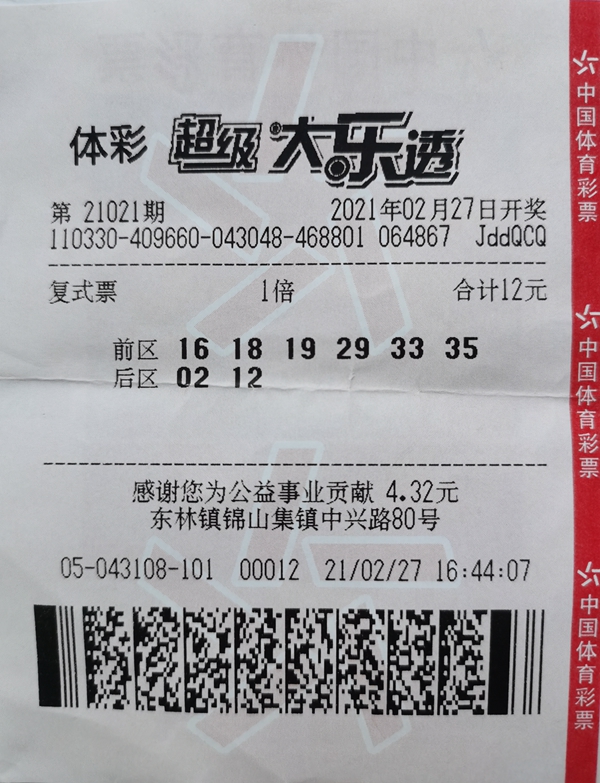 体彩 超级大乐透
第 21021期 2021年02月27日开奖
110330-409660-043048-468801 064867 JddQCQ
复式票 1倍 合计12元
前区 16 18 19 29 33 35
后区 02 12
感谢您为公益事业贡献 4.32元
东林镇锦山集镇中兴路80号
05-043108-101 00012 21/02/27 16:44:07
中国体育彩票
中国体育彩票
中国体育彩票